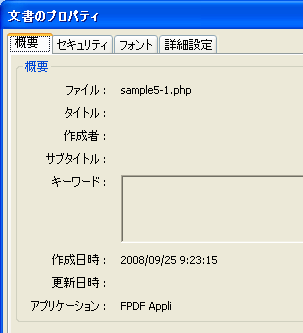 文書のプロパティ
概要 セキュリティ フォント 詳細設定
概要
ファイル: sample5-1.php
タイトル:
作成者:
サブタイトル:
キーワード:
作成日時: 2008/09/25 9:23:15
更新日時:
アプリケーション: FPDF Appli